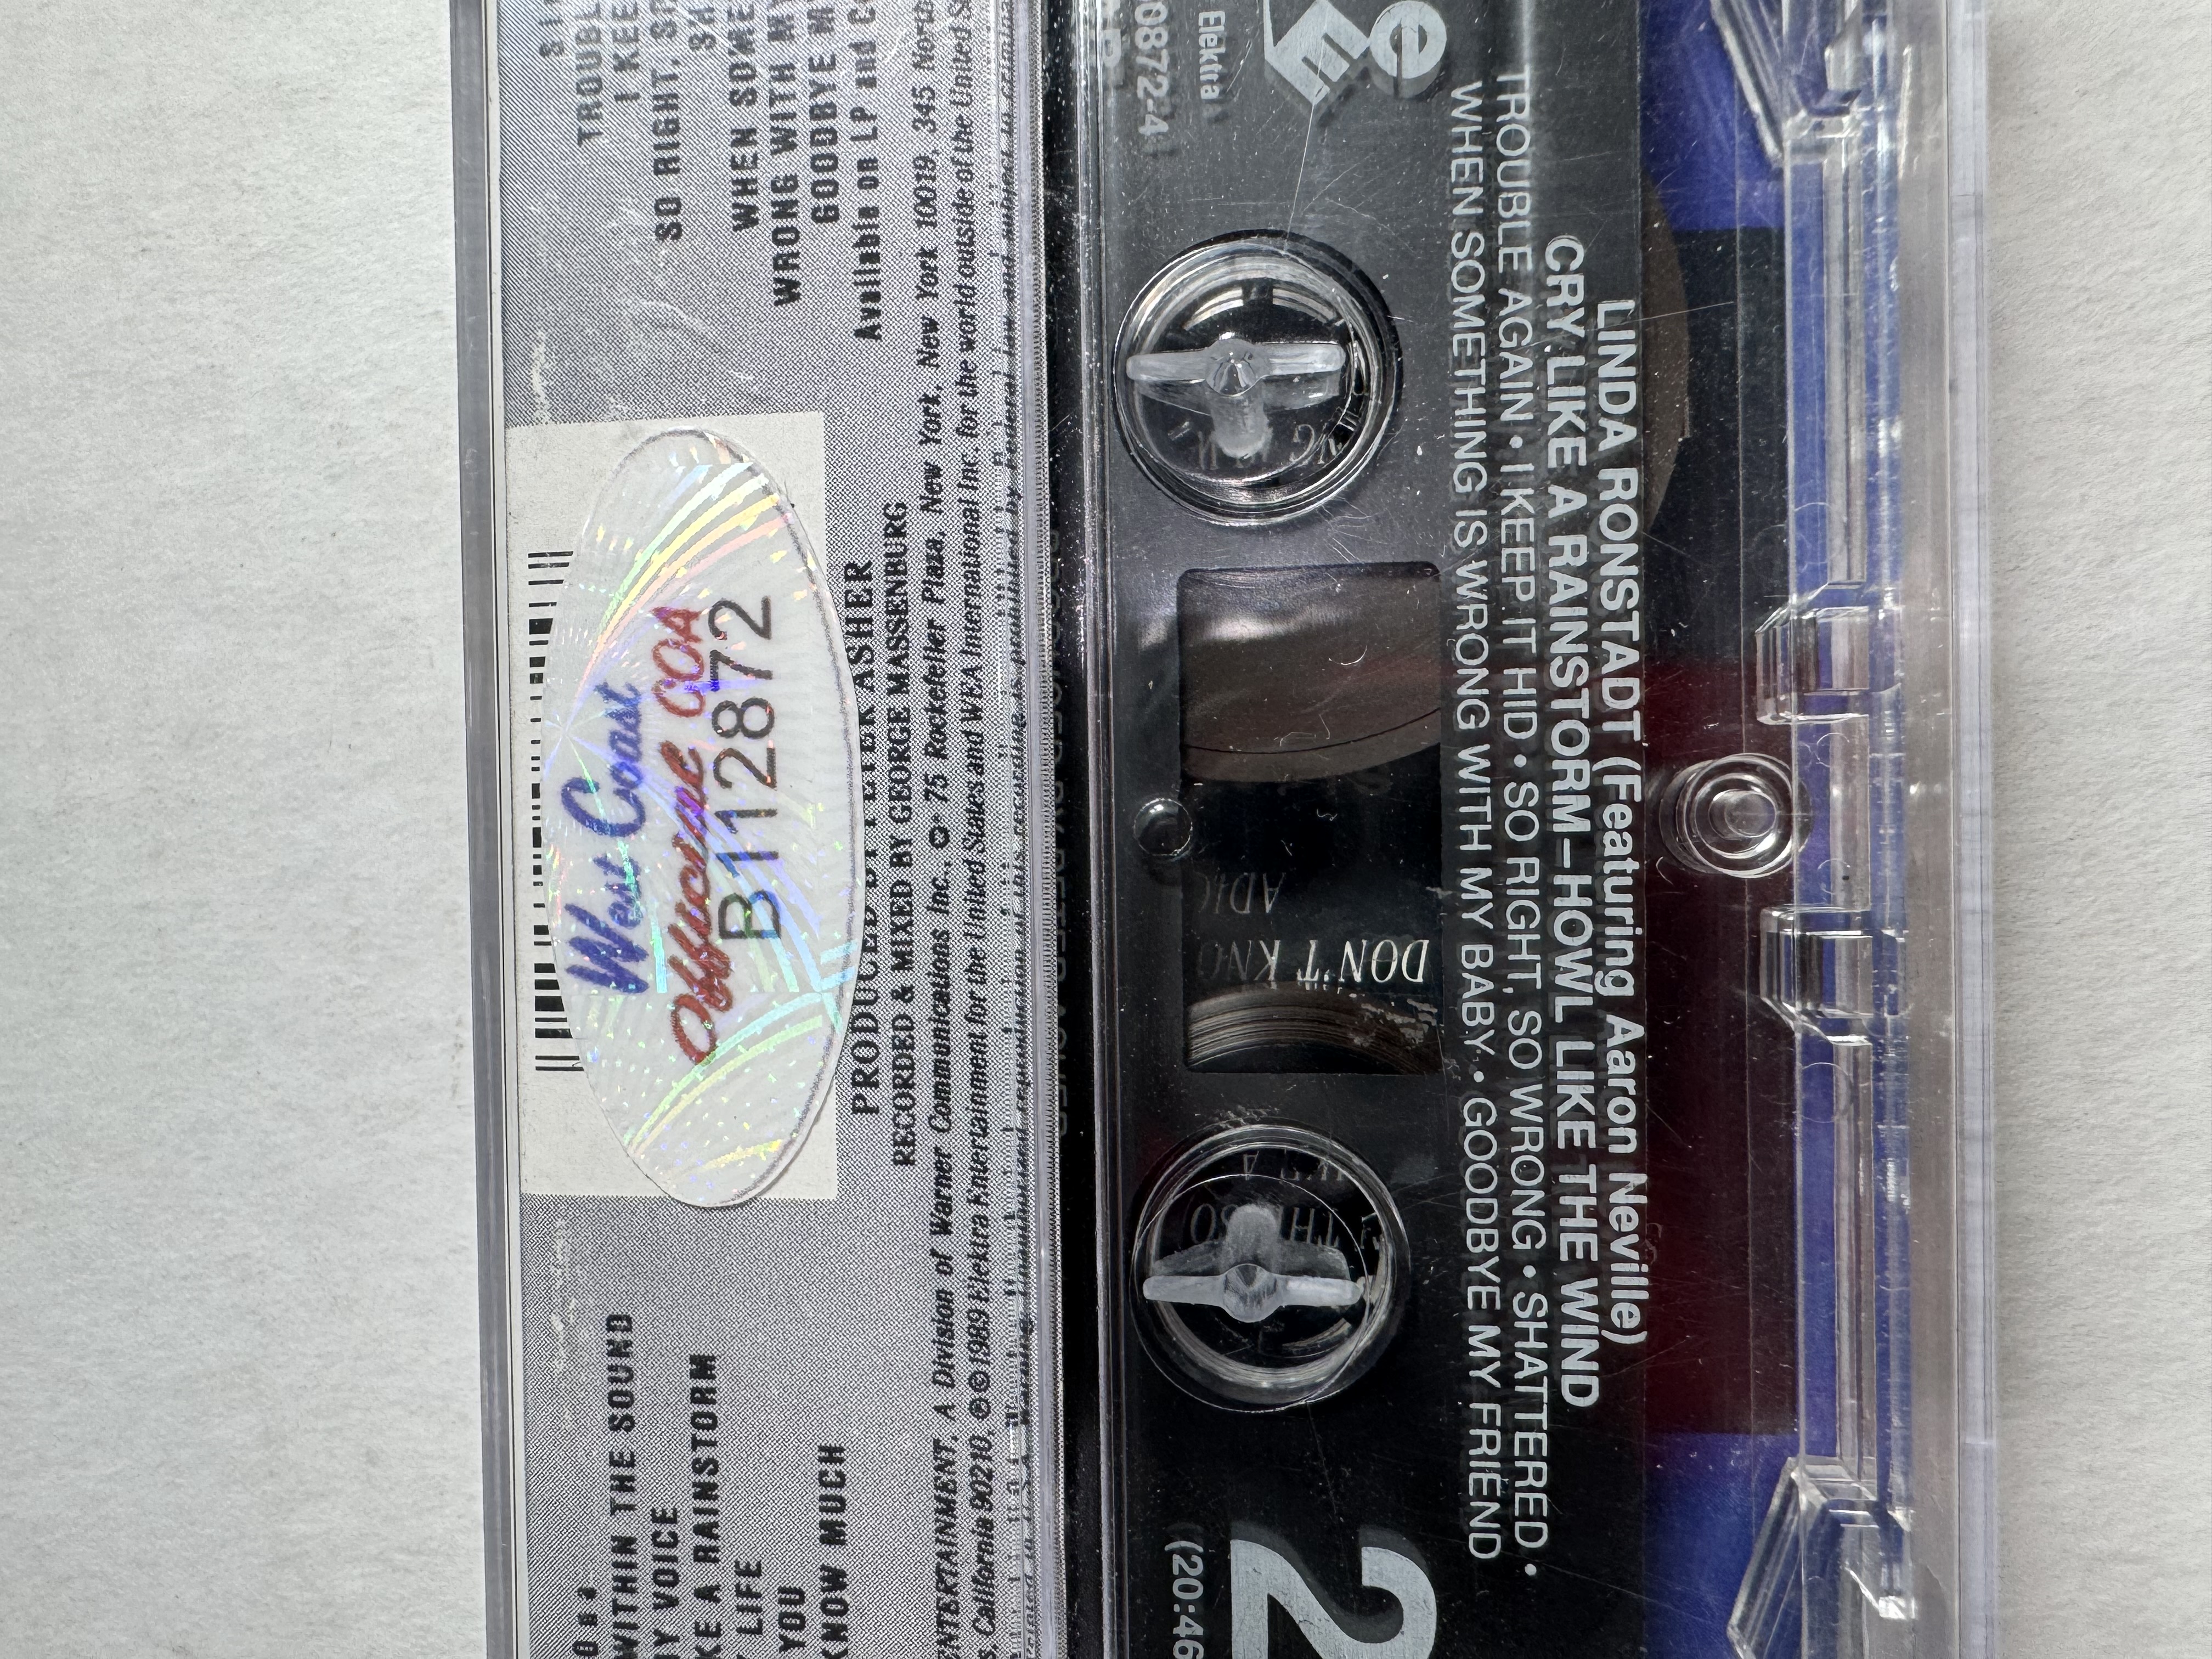 TROUBL
I KEE
SO RIGHT, S
WHEN SOME
WRONG WITH MY
GOODBYE M
Available on LP and C
West Coast
Officiale COA
B112872
WITHIN THE SOUND
Y VOICE
KE A RAINSTORM
LIFE
YOU
KNOW MUCH
PRODUCED BY PETER ASHER
RECORDED & MIXED BY GEORGE MASSENBURG
ENTERTAINMENT, A Division of Warner Communications Inc., 75 Rockefeller Plaza, New York, New York 10019. 345 North
s, California 90210. ℗©1989 Elektra Entertainment for the United States and WEA International Inc. for the world outside of the United S
2
(20:46
0872-4
Elektra
DON'T KNO
LINDA RONSTADT (Featuring Aaron Neville)
CRY LIKE A RAINSTORM–HOWL LIKE THE WIND
TROUBLE AGAIN • I KEEP IT HID • SO RIGHT, SO WRONG • SHATTERED •
WHEN SOMETHING IS WRONG WITH MY BABY • GOODBYE MY FRIEND